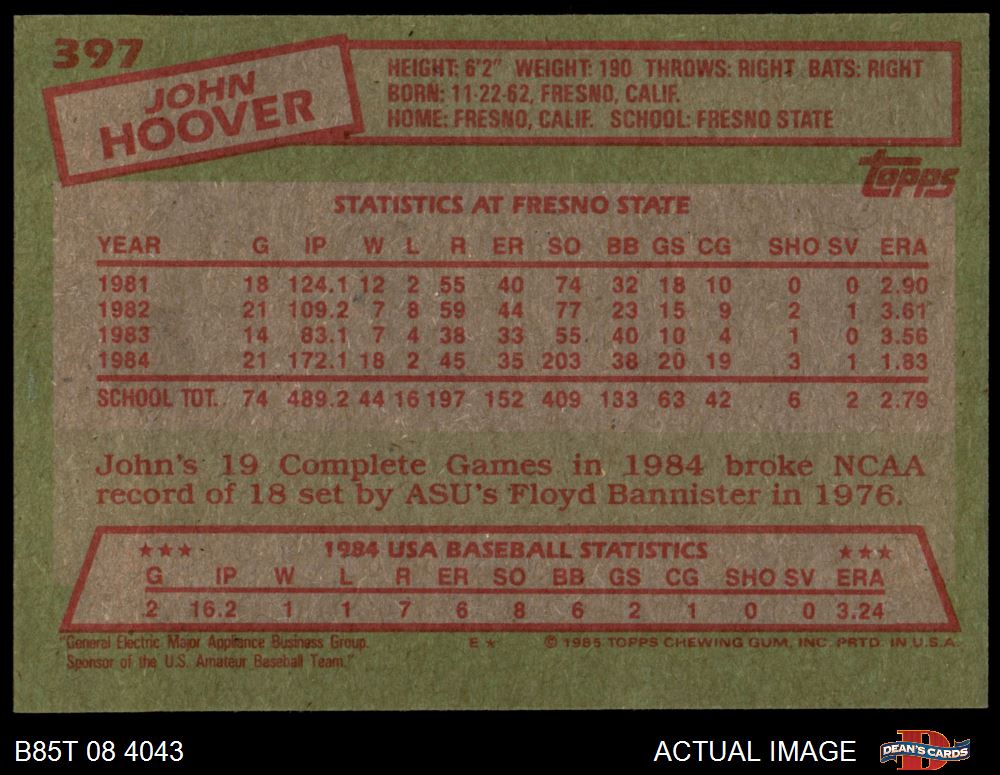 397
JOHN
HOOVER
HEIGHT: 6'2" WEIGHT: 190 THROWS: RIGHT BATS: RIGHT
BORN: 11-22-62, FRESNO, CALIF.
HOME: FRESNO, CALIF. SCHOOL: FRESNO STATE
topps
STATISTICS AT FRESNO STATE
YEAR G IP W L R ER SO BB GS CG SHO SV ERA
1981 18 124.1 12 2 55 40 74 32 18 10 0 0 2.90
1982 21 109.2 7 8 59 44 77 23 15 9 2 1 3.61
1983 14 83.1 7 4 38 33 55 40 10 4 1 0 3.56
1984 21 172.1 18 2 45 35 203 38 20 19 3 1 1.83
SCHOOL TOT. 74 489.2 44 16 197 152 409 133 63 42 6 2 2.79
John's 19 Complete Games in 1984 broke NCAA
record of 18 set by ASU's Floyd Bannister in 1976.
★★★ 1984 USA BASEBALL STATISTICS ★★★
G IP W L R ER SO BB GS CG SHO SV ERA
2 16.2 1 1 7 6 8 6 2 1 0 0 3.24
"General Electric Major Appliance Business Group. E * © 1985 TOPPS CHEWING GUM, INC. PRTD. IN U.S.A.
Sponsor of the U.S. Amateur Baseball Team."
B85T 08 4043 ACTUAL IMAGE D DEAN'S CARDS